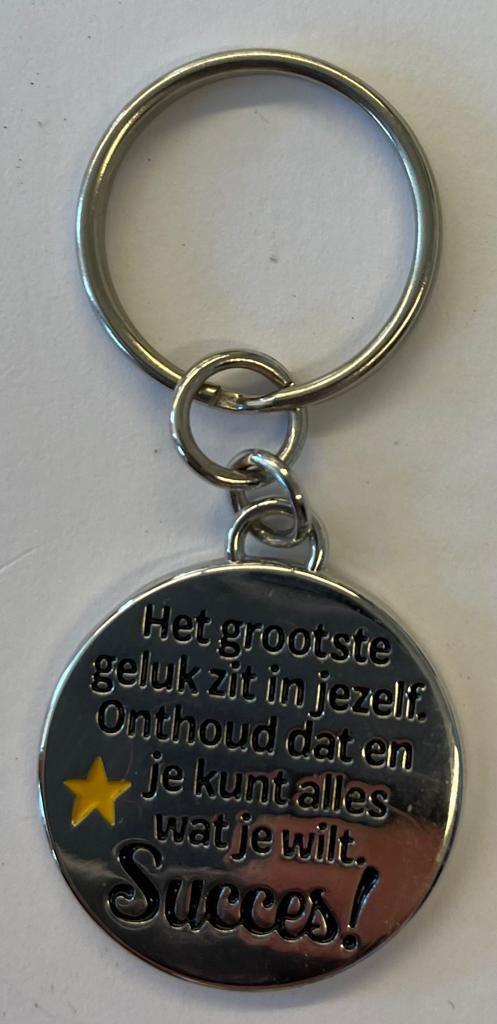 Het grootste
geluk zit in jezelf.
Onthoud dat en
je kunt alles
wat je wilt.
Succes!